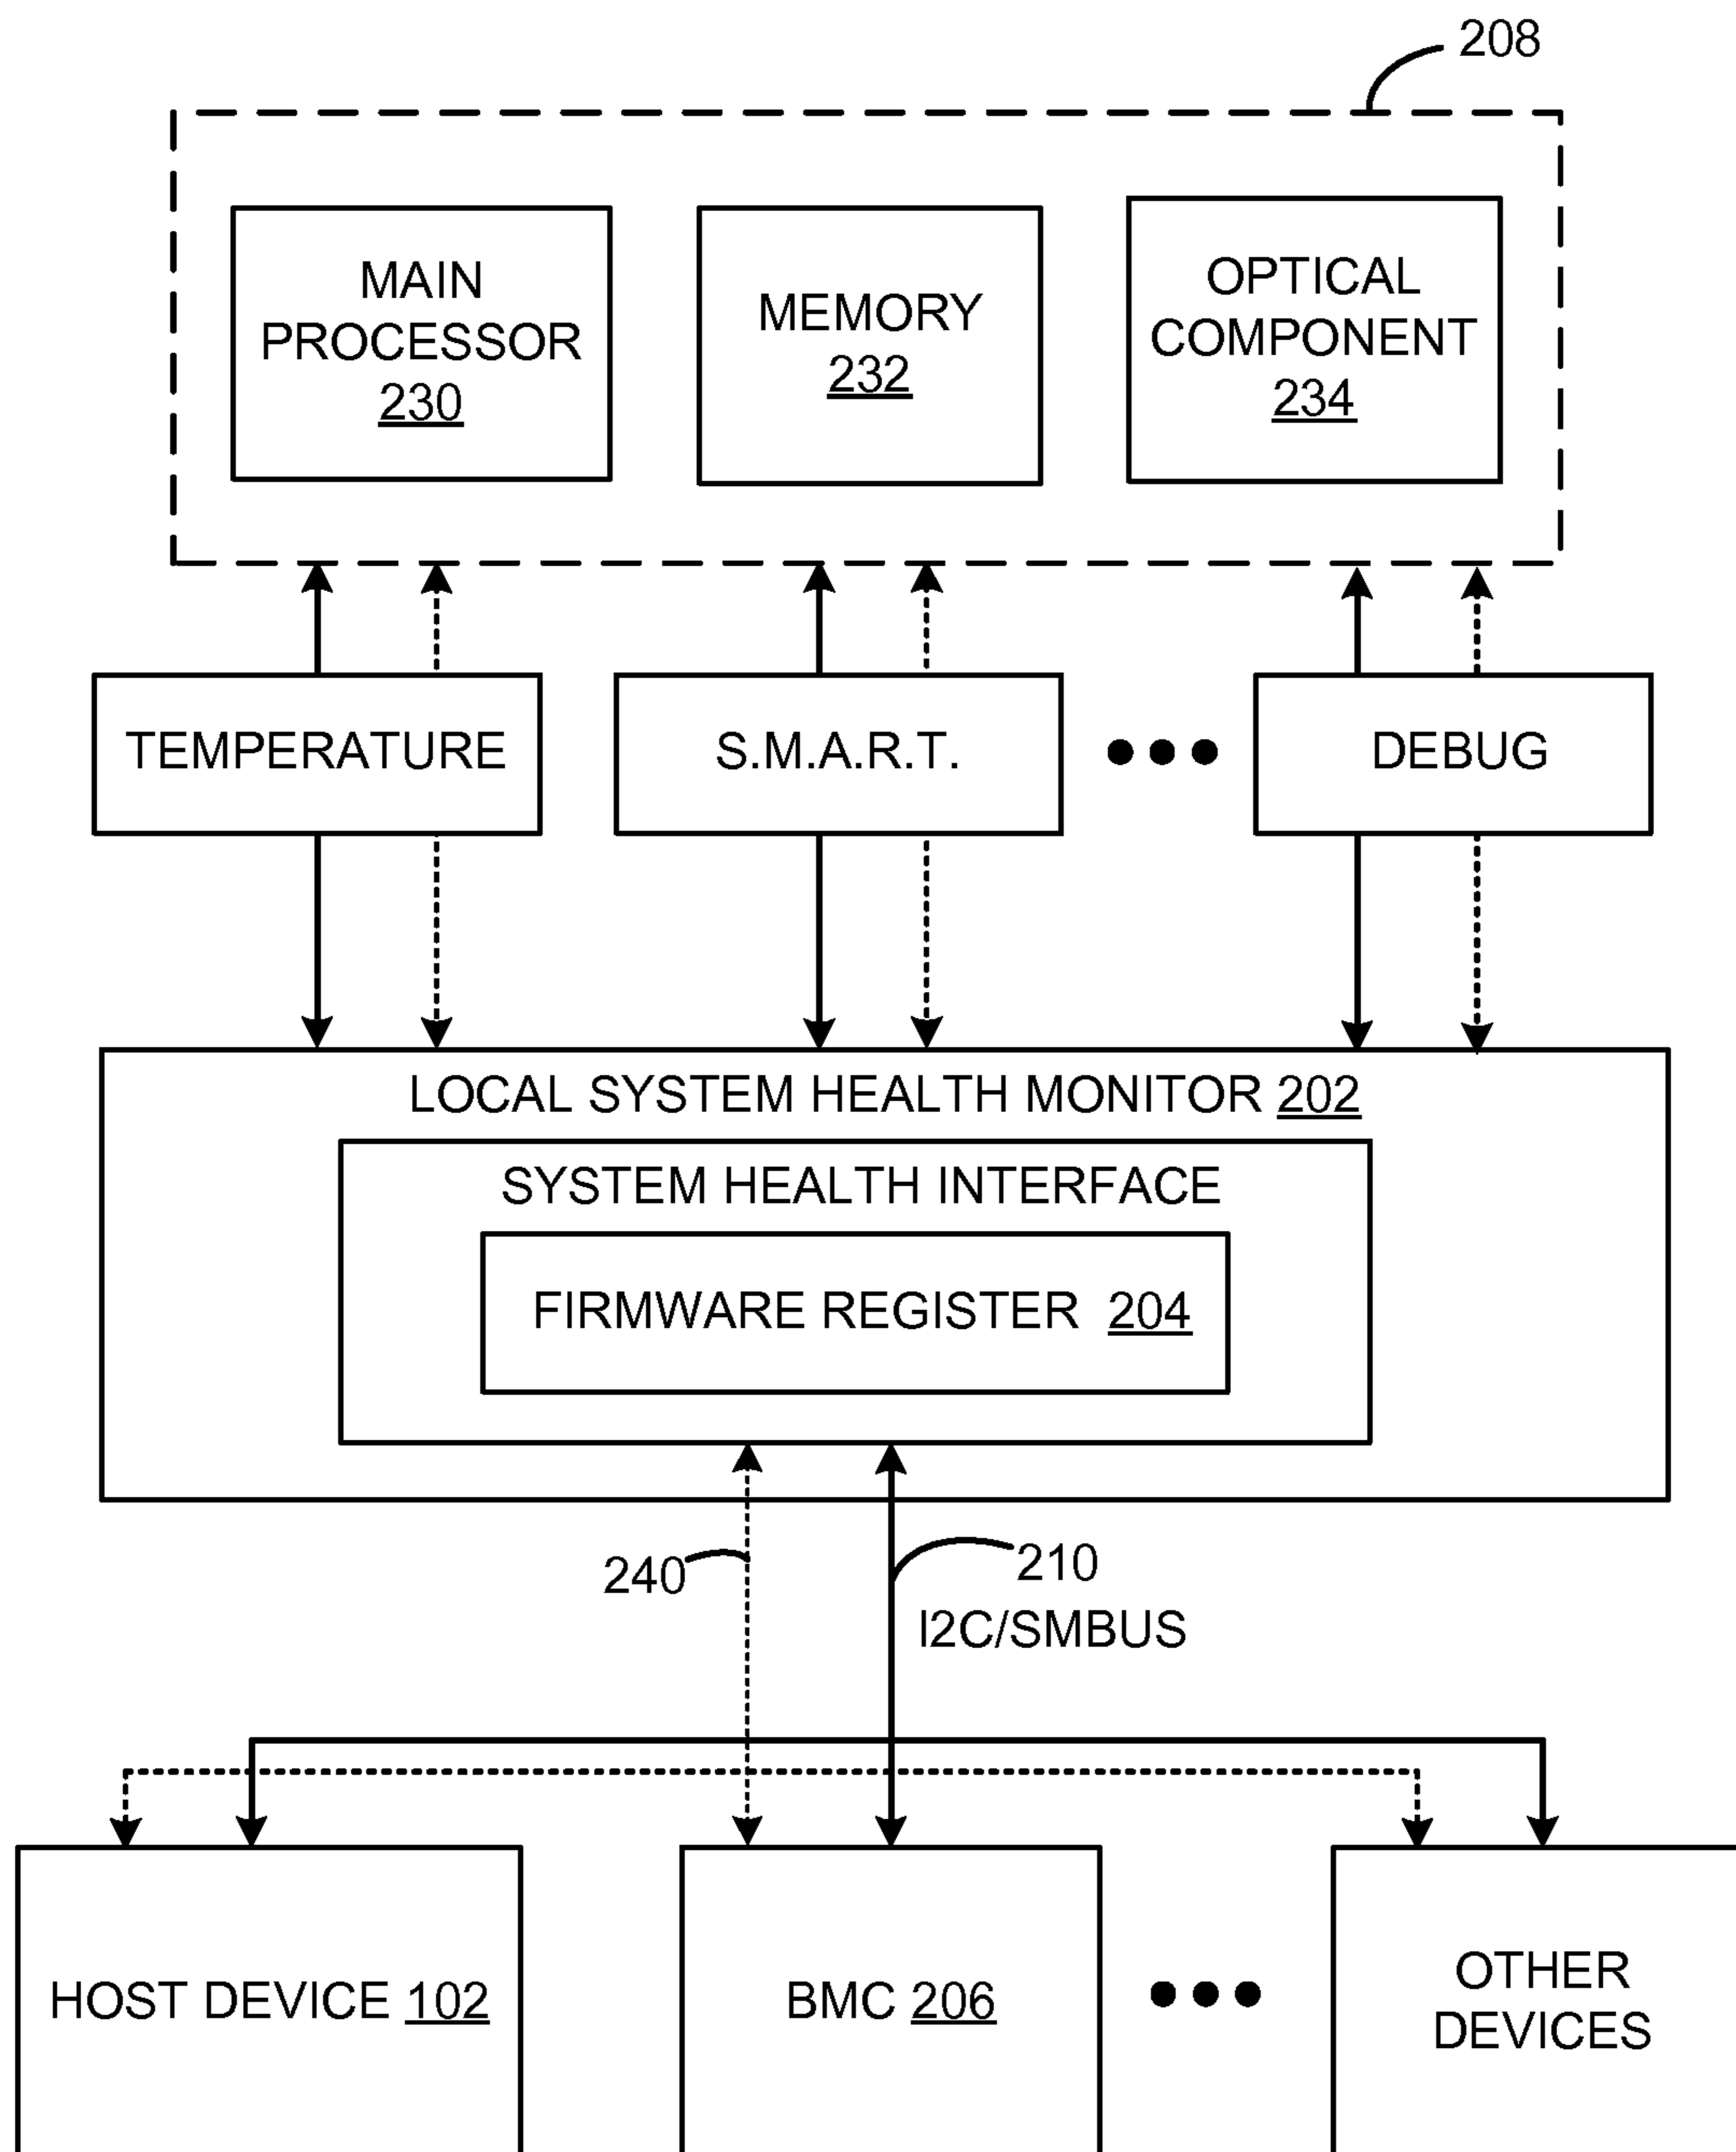 208
MAIN
PROCESSOR
230
MEMORY
232
OPTICAL
COMPONENT
234
TEMPERATURE
S.M.A.R.T.
DEBUG
LOCAL SYSTEM HEALTH MONITOR 202
SYSTEM HEALTH INTERFACE
FIRMWARE REGISTER 204
240
210
I2C/SMBUS
HOST DEVICE 102
BMC 206
OTHER
DEVICES